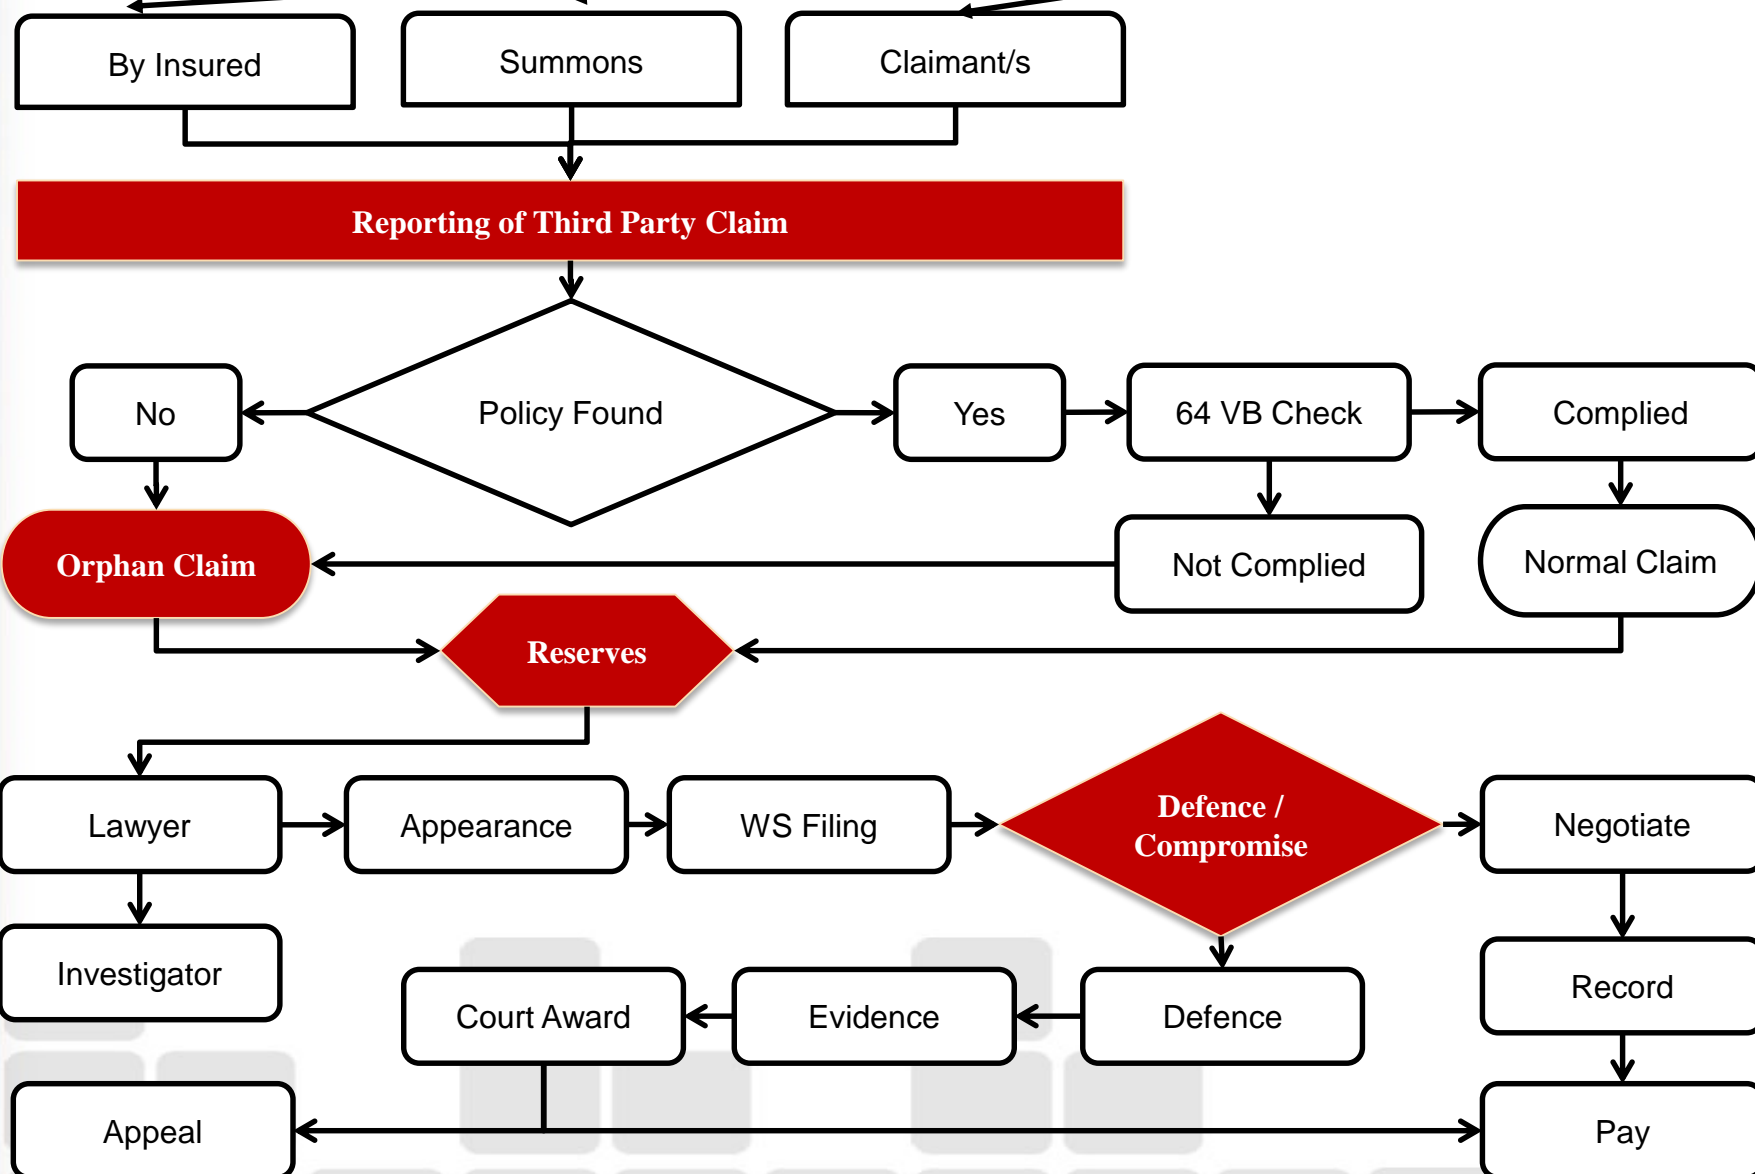 By Insured
Summons
Claimant/s
Reporting of Third Party Claim
No
Policy Found
Yes
64 VB Check
Complied
Orphan Claim
Not Complied
Normal Claim
Reserves
Lawyer
Appearance
WS Filing
Defence /
Compromise
Negotiate
Investigator
Court Award
Evidence
Defence
Record
Appeal
Pay